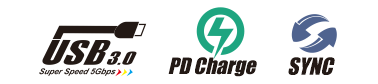 USB 3.0
Super Speed 5Gbps
PD Charge
SYNC